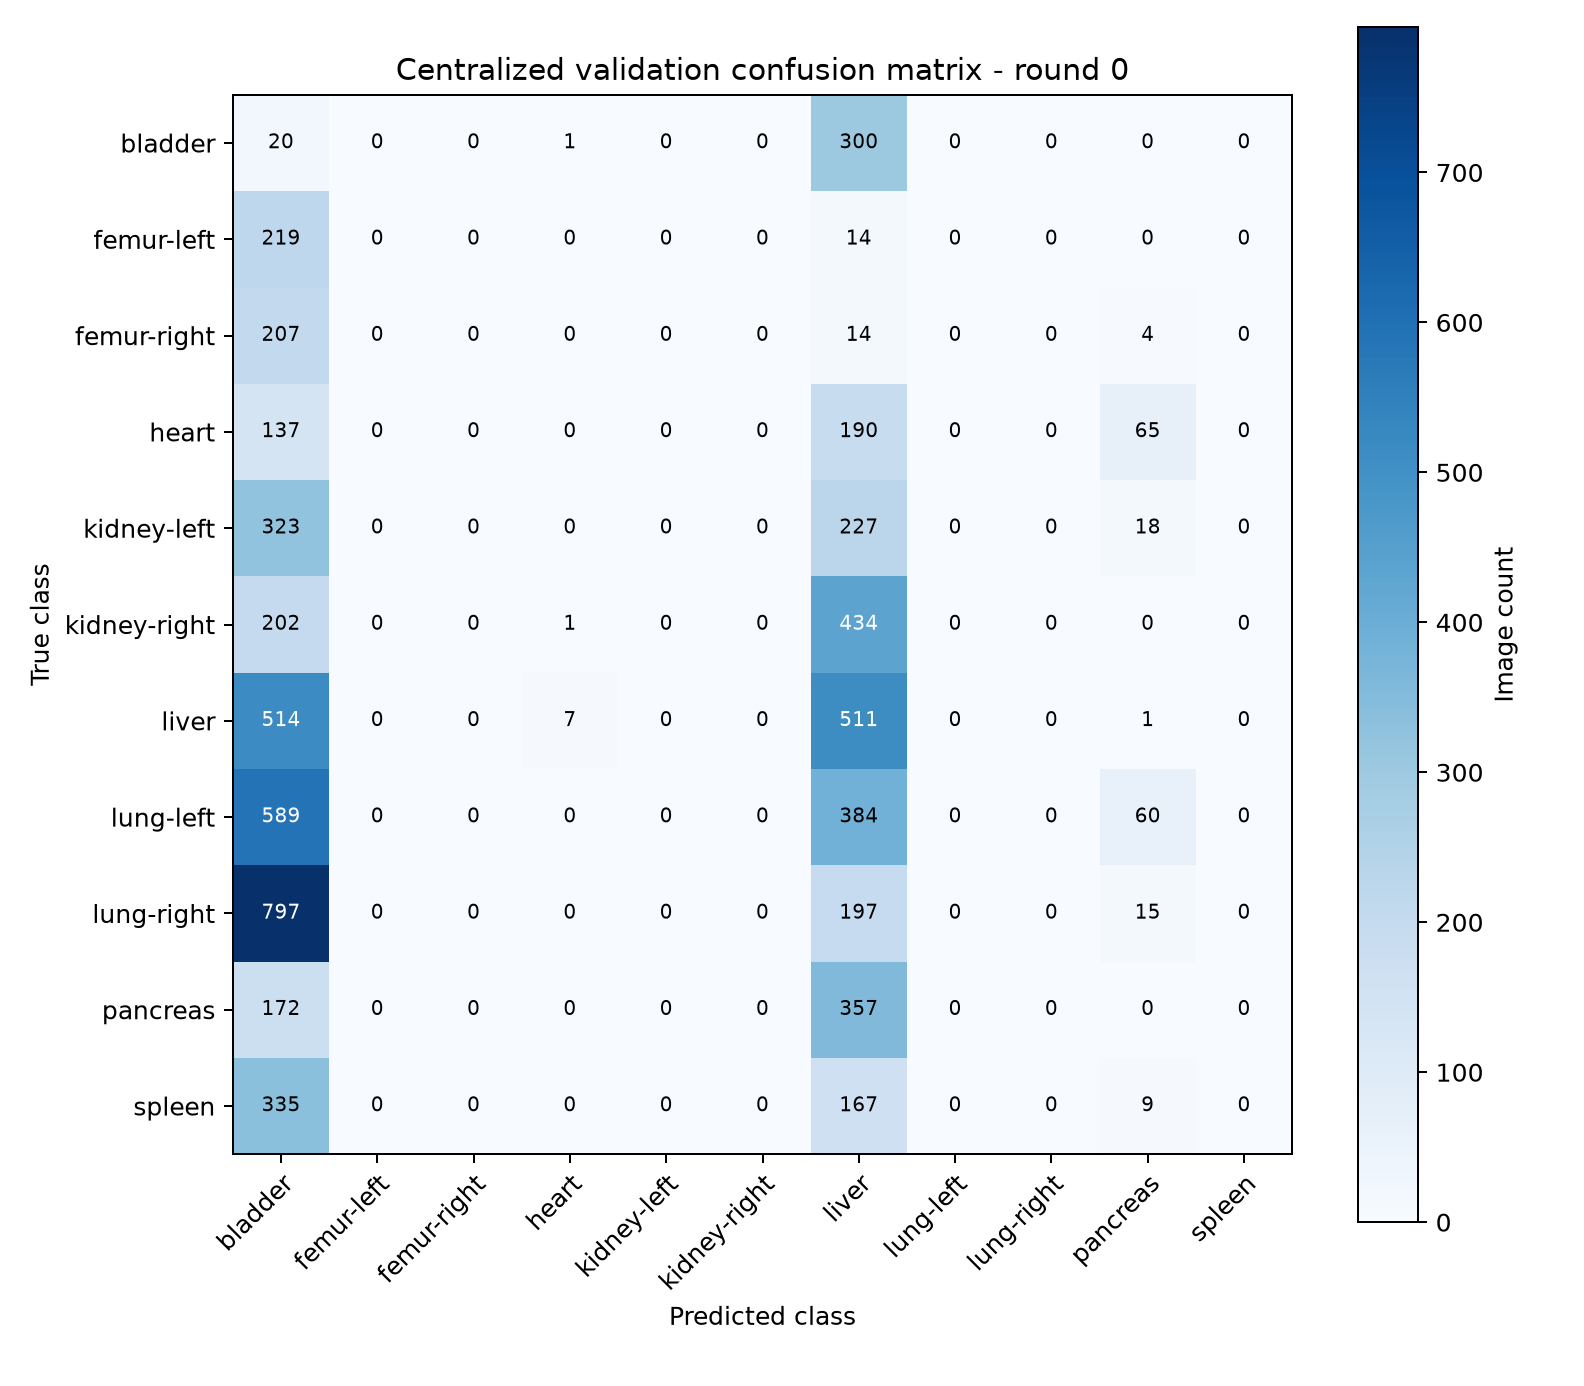 Centralized validation confusion matrix - round 0
bladder 20 0 0 1 0 0 300 0 0 0 0
femur-left 219 0 0 0 0 0 14 0 0 0 0
femur-right 207 0 0 0 0 0 14 0 0 4 0
heart 137 0 0 0 0 0 190 0 0 65 0
kidney-left 323 0 0 0 0 0 227 0 0 18 0
kidney-right 202 0 0 1 0 0 434 0 0 0 0
liver 514 0 0 7 0 0 511 0 0 1 0
lung-left 589 0 0 0 0 0 384 0 0 60 0
lung-right 797 0 0 0 0 0 197 0 0 15 0
pancreas 172 0 0 0 0 0 357 0 0 0 0
spleen 335 0 0 0 0 0 167 0 0 9 0
True class
bladder femur-left femur-right heart kidney-left kidney-right liver lung-left lung-right pancreas spleen
Predicted class
700
600
500
400
300
200
100
0
Image count